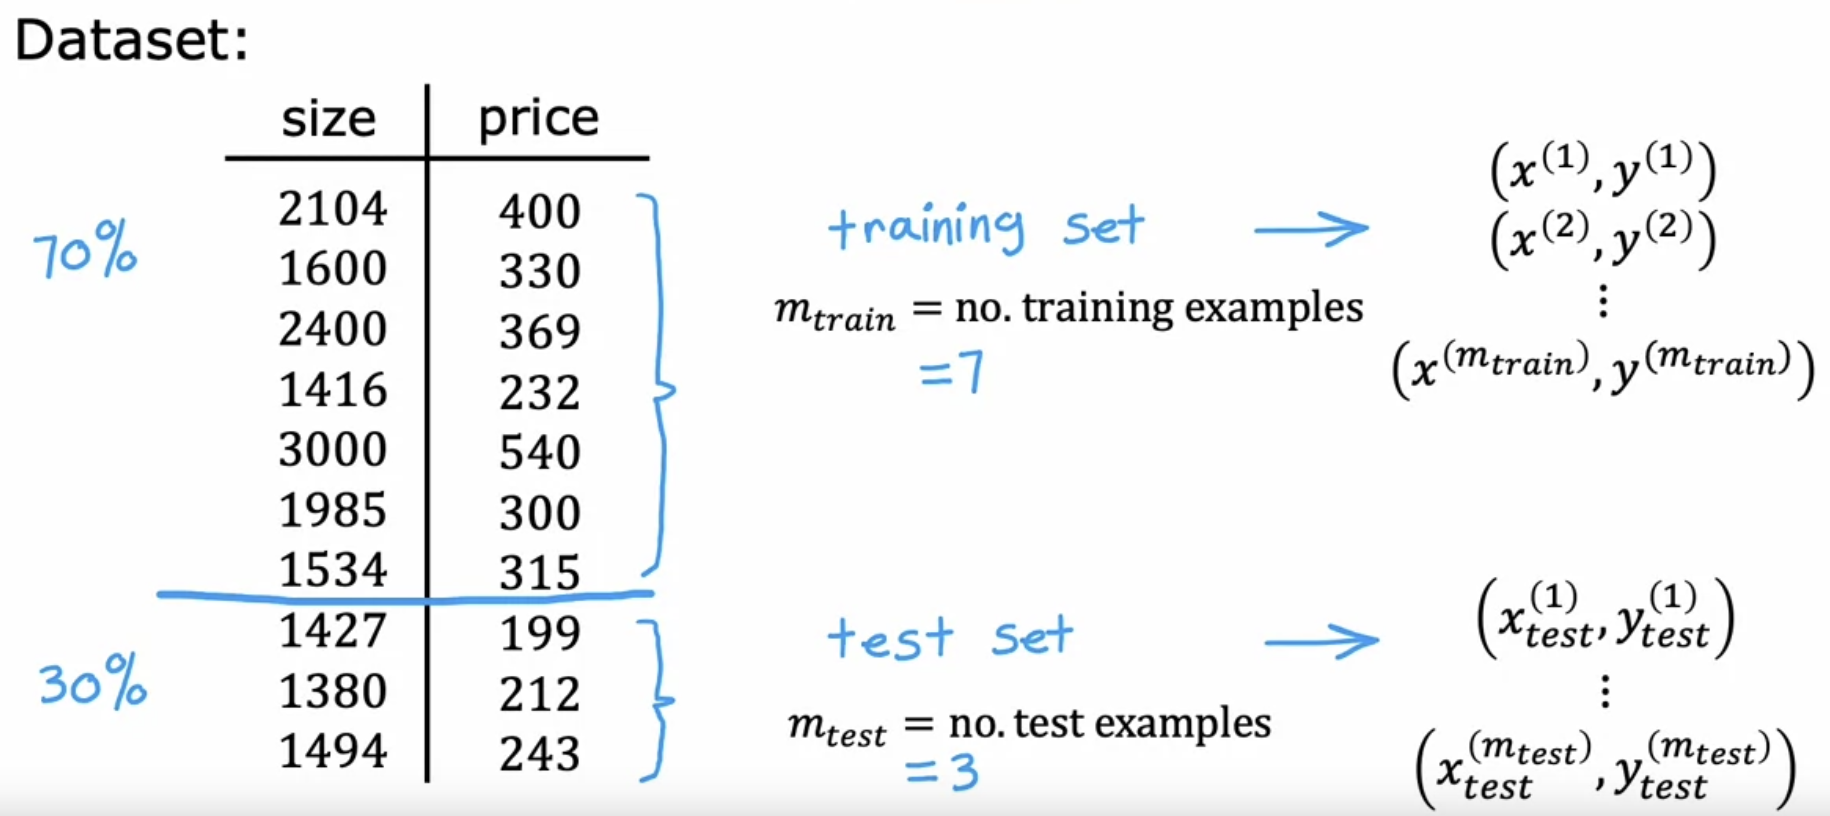 Dataset:
size price
2104 400
70%
1600 330
2400 369
1416 232
3000 540
1985 300
1534 315
training set →
m_train = no. training examples
=7
(x^(1), y^(1))
(x^(2), y^(2))
⋮
(x^(m_train), y^(m_train))
1427 199
30%
1380 212
1494 243
test set →
m_test = no. test examples
=3
(x_test^(1), y_test^(1))
⋮
(x_test^(m_test), y_test^(m_test))